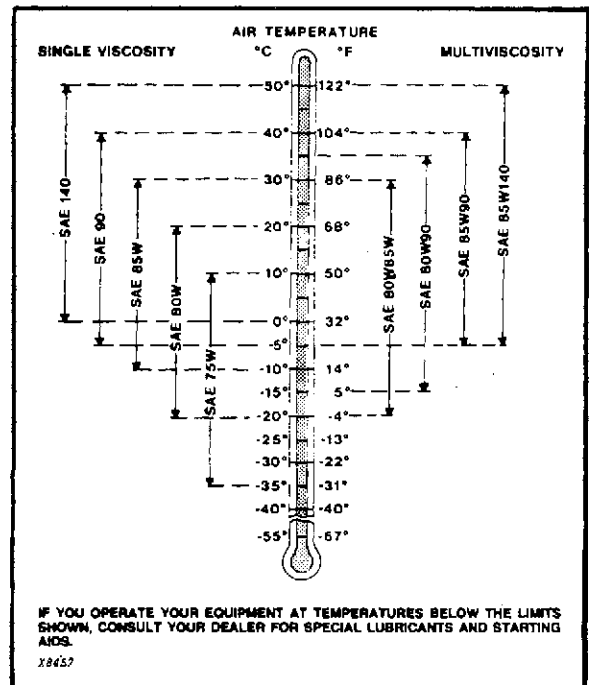 AIR TEMPERATURE
SINGLE VISCOSITY °C °F MULTIVISCOSITY
50° 122°
40° 104°
30° 86°
20° 68°
10° 50°
0° 32°
-5°
-10° 14°
-15° 5°
-20° -4°
-25° -13°
-30° -22°
-35° -31°
-40° -40°
-55° -67°
SAE 140
SAE 90
SAE 85W
SAE 80W
SAE 75W
SAE 80W85W
SAE 80W90
SAE 85W90
SAE 85W140
IF YOU OPERATE YOUR EQUIPMENT AT TEMPERATURES BELOW THE LIMITS
SHOWN, CONSULT YOUR DEALER FOR SPECIAL LUBRICANTS AND STARTING
AIDS.
X8457